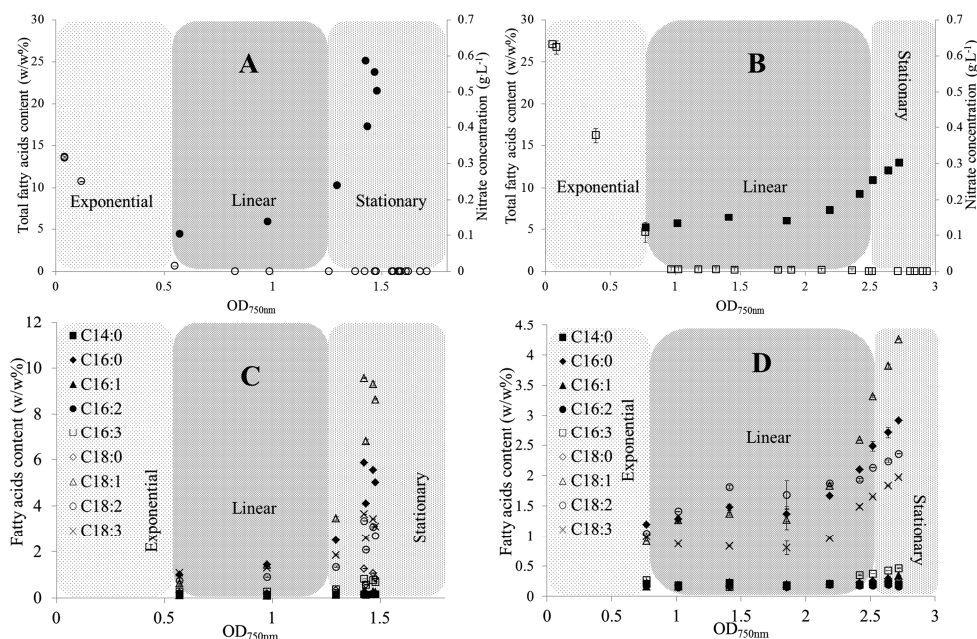 A
Total fatty acids content (w/w%)
30
25
20
15
10
5
0
Exponential
Linear
Stationary
0.7
0.6
0.5
0.4
0.3
0.2
0.1
0
Nitrate concentration (g·L-1)
0 0.5 1 1.5
OD750nm
B
Total fatty acids content (w/w%)
30
25
20
15
10
5
0
Exponential
Linear
Stationary
0.7
0.6
0.5
0.4
0.3
0.2
0.1
0
Nitrate concentration (g·L-1)
0 0.5 1 1.5 2 2.5 3
OD750nm
C
Fatty acids content (w/w%)
12
10
8
6
4
2
0
C14:0
C16:0
C16:1
C16:2
C16:3
C18:0
C18:1
C18:2
C18:3
Exponential
Linear
Stationary
0 0.5 1 1.5
OD750nm
D
Fatty acids content (w/w%)
4.5
4
3.5
3
2.5
2
1.5
1
0.5
0
C14:0
C16:0
C16:1
C16:2
C16:3
C18:0
C18:1
C18:2
C18:3
Exponential
Linear
Stationary
0 0.5 1 1.5 2 2.5 3
OD750nm